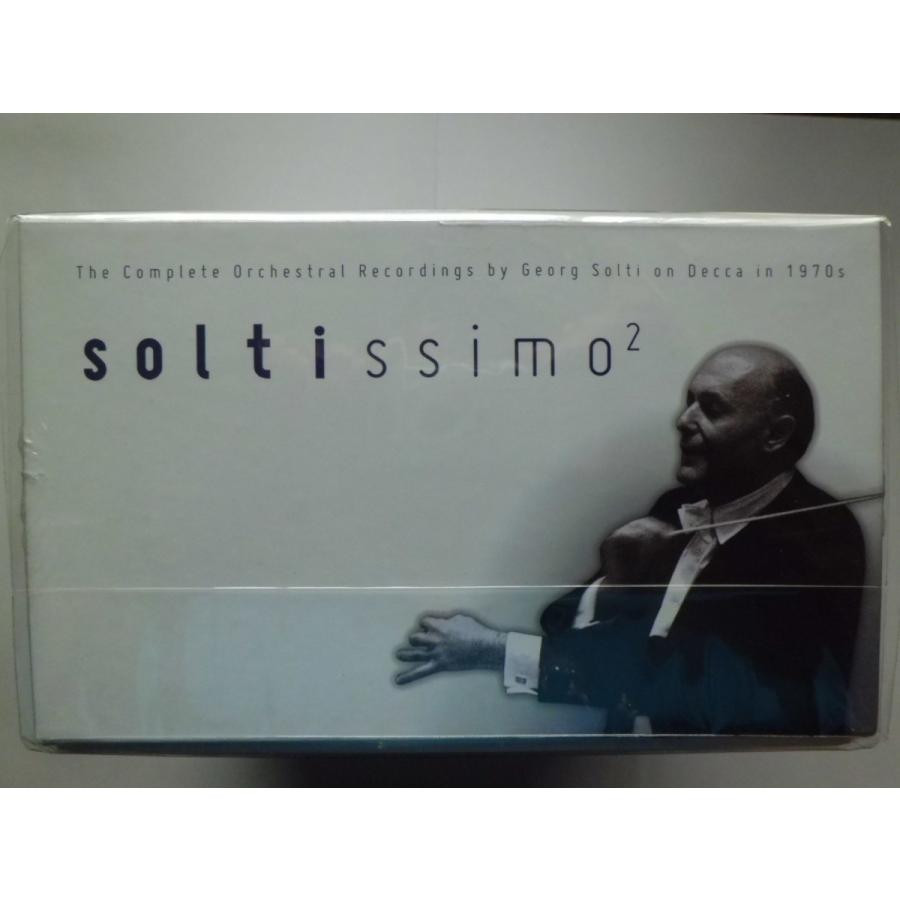 The Complete Orchestral Recordings by Georg Solti on Decca in 1970s
soltissimo²